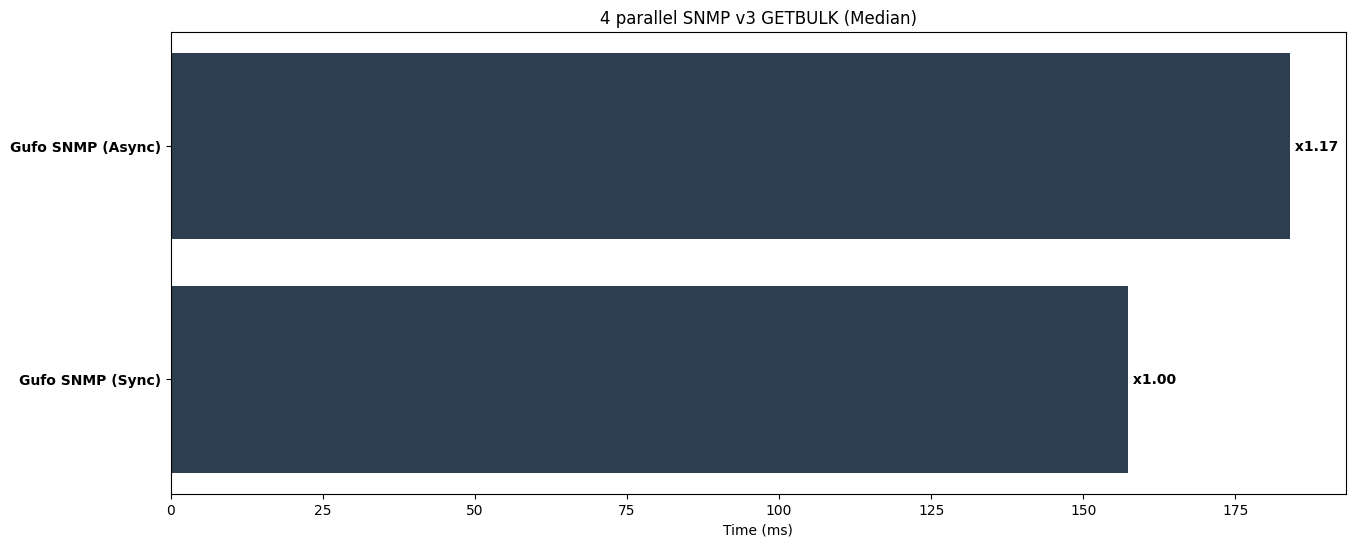 4 parallel SNMP v3 GETBULK (Median)
Gufo SNMP (Async)
x1.17
Gufo SNMP (Sync)
x1.00
0 25 50 75 100 125 150 175
Time (ms)